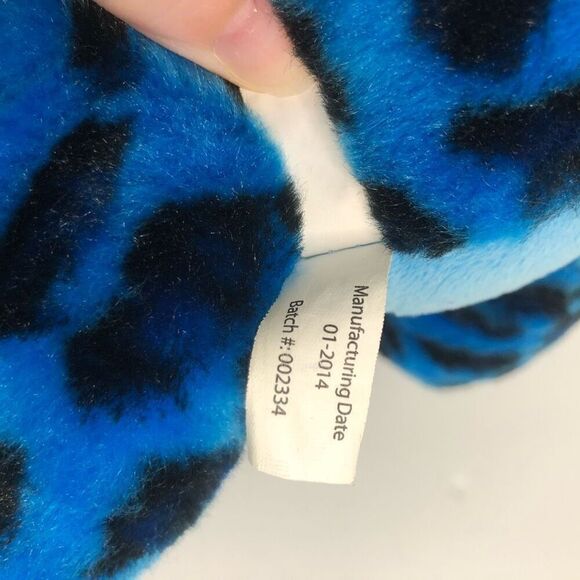 Manufacturing Date
01-2014
Batch #: 002334